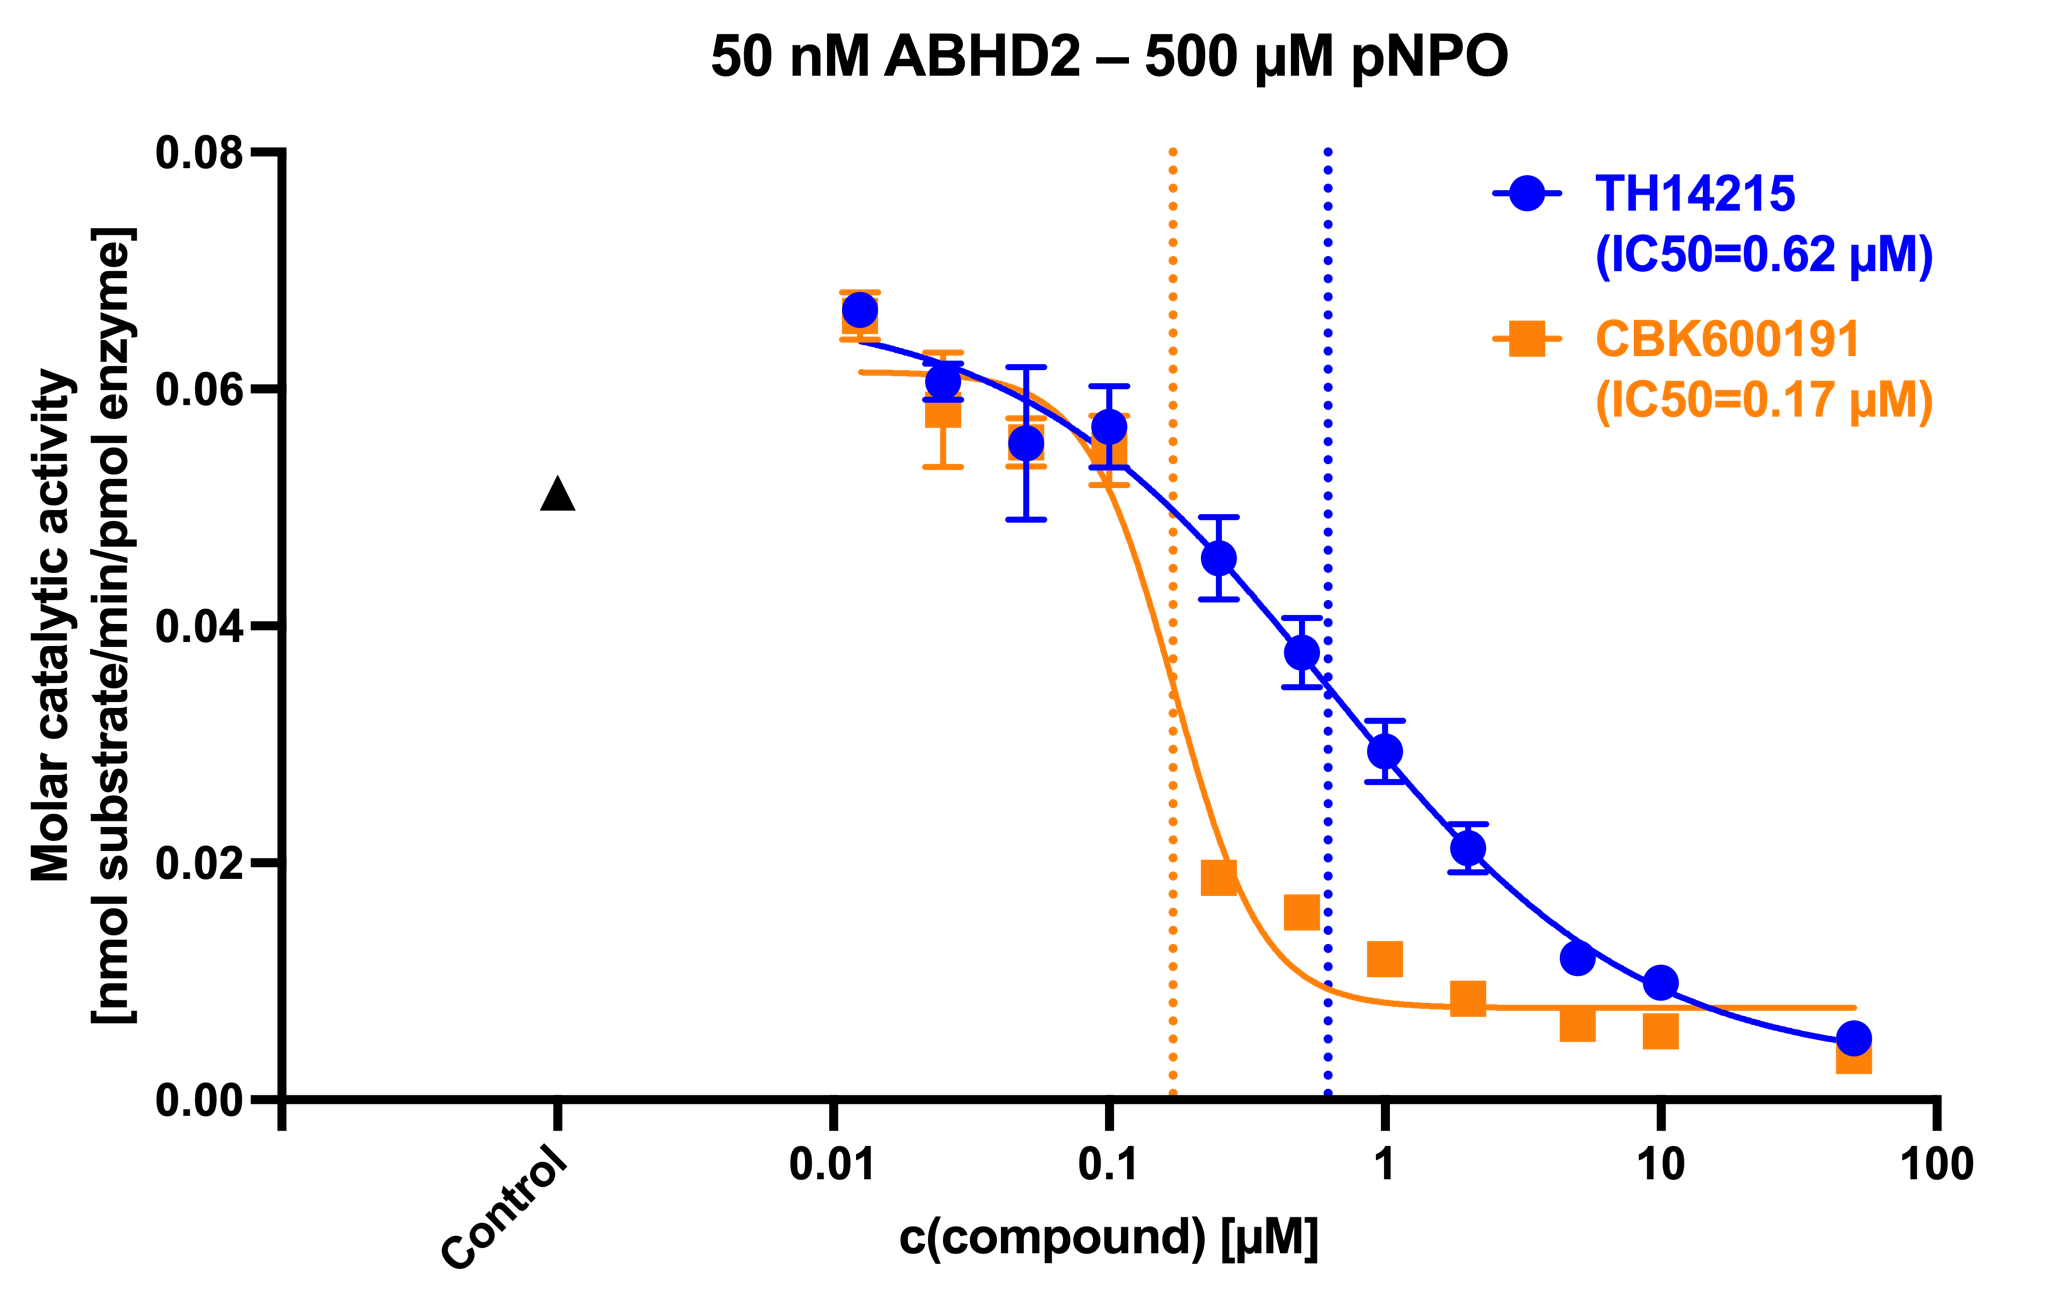 50 nM ABHD2 – 500 µM pNPO
Molar catalytic activity
[nmol substrate/min/pmol enzyme]
0.08
0.06
0.04
0.02
0.00
TH14215
(IC50=0.62 µM)
CBK600191
(IC50=0.17 µM)
Control
0.01
0.1
1
10
100
c(compound) [µM]